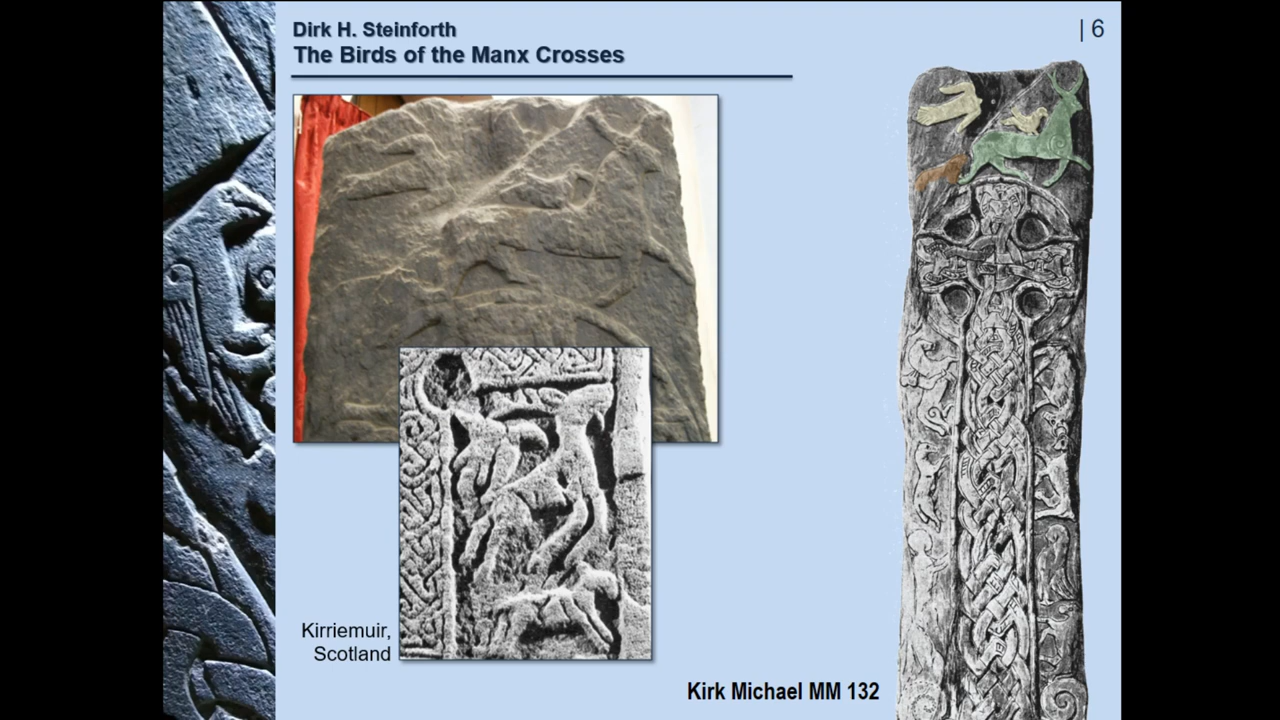 Dirk H. Steinforth
The Birds of the Manx Crosses
| 6
Kirriemuir,
Scotland
Kirk Michael MM 132